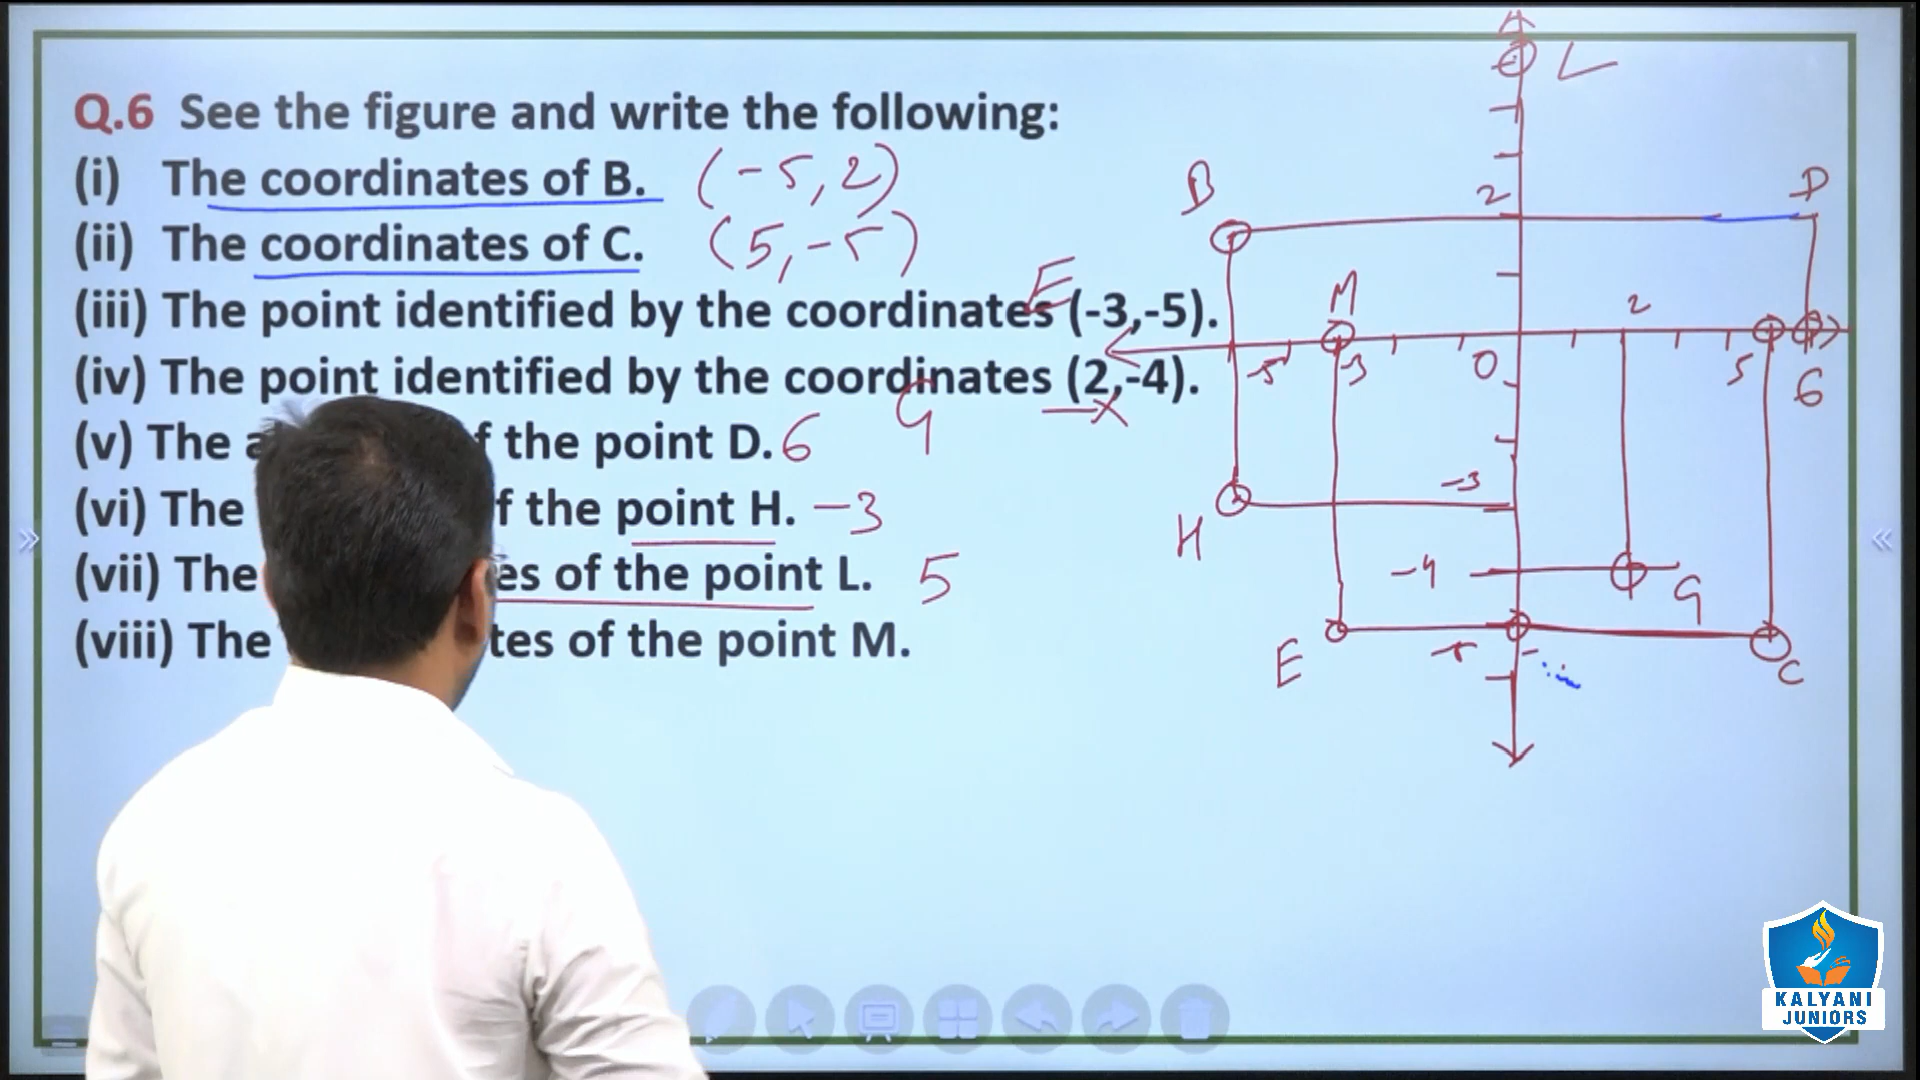 Q.6 See the figure and write the following:
(i) The coordinates of B. (-5,2)
(ii) The coordinates of C. (5,-5)
(iii) The point identified by the coordinates (-3,-5). E
(iv) The point identified by the coordinates (2,-4). G
(v) The of the point D. 6
(vi) The of the point H. -3
(vii) The es of the point L. 5
(viii) The tes of the point M.
L
B 2 D
M 2
-5 -3 0 5 6
-3
H
-4 G
E -5 C
KALYANI
JUNIORS